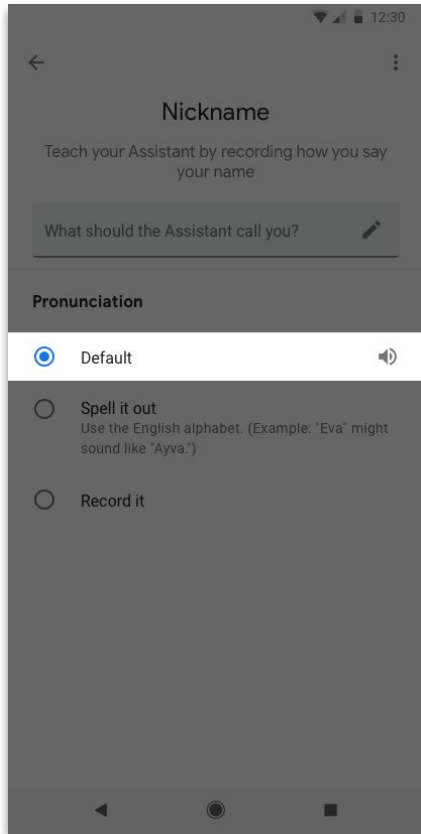 12:30
Nickname
Teach your Assistant by recording how you say
your name
What should the Assistant call you?
Pronunciation
Default
Spell it out
Use the English alphabet. (Example: "Eva" might
sound like "Ayva.")
Record it